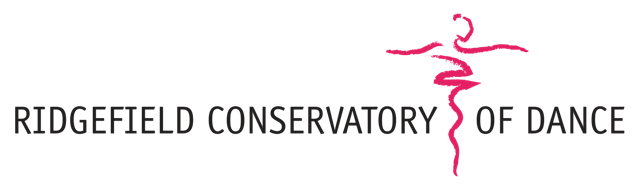 RIDGEFIELD CONSERVATORY OF DANCE